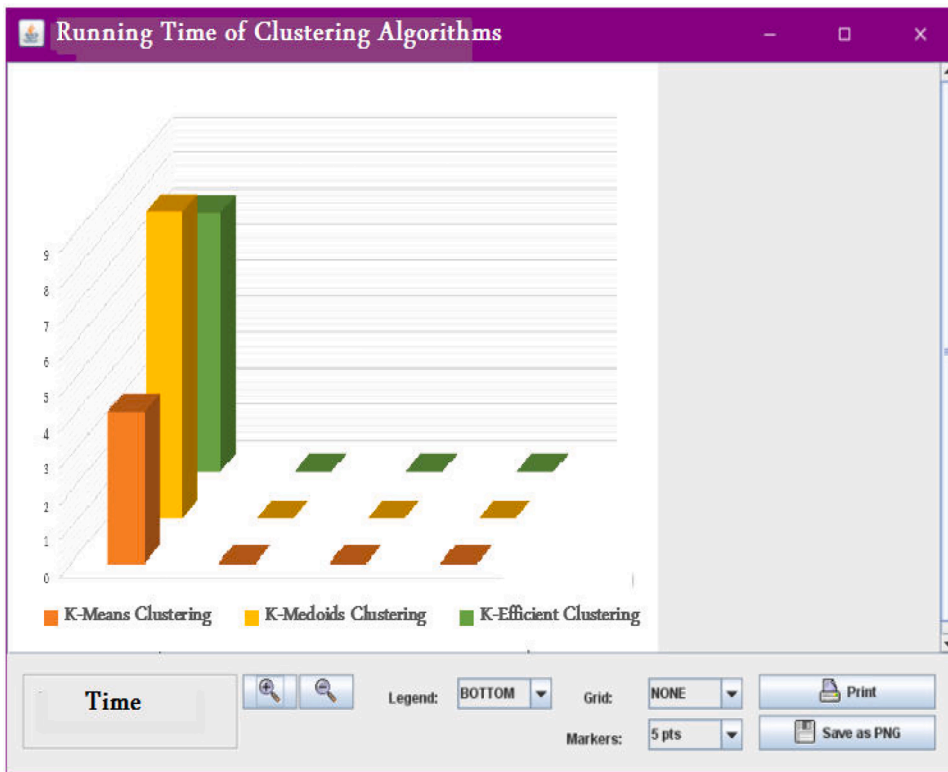 Running Time of Clustering Algorithms
9
8
7
6
5
4
3
2
1
0
K-Means Clustering K-Medoids Clustering K-Efficient Clustering
Time Legend: BOTTOM Grid: NONE Print
Markers: 5 pts Save as PNG